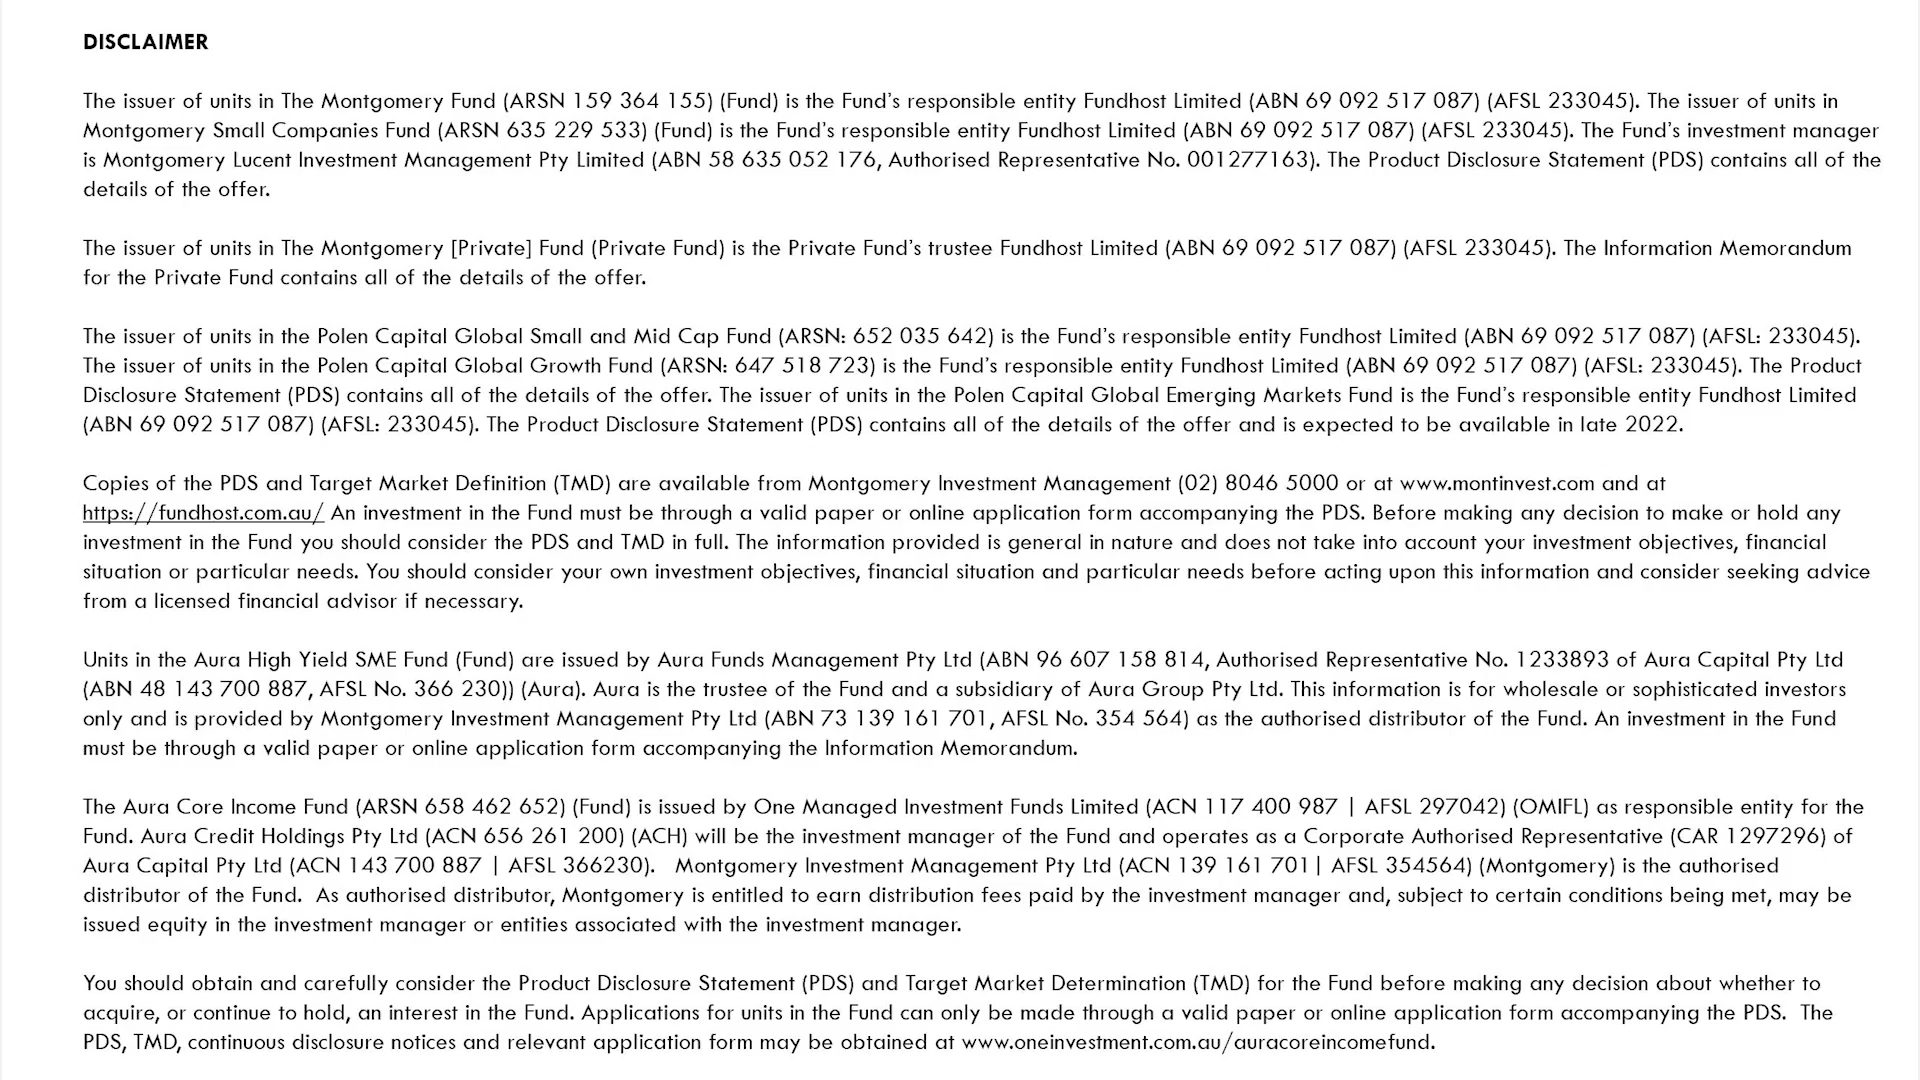 DISCLAIMER
The issuer of units in The Montgomery Fund (ARSN 159 364 155) (Fund) is the Fund's responsible entity Fundhost Limited (ABN 69 092 517 087) (AFSL 233045). The issuer of units in
Montgomery Small Companies Fund (ARSN 635 229 533) (Fund) is the Fund's responsible entity Fundhost Limited (ABN 69 092 517 087) (AFSL 233045). The Fund's investment manager
is Montgomery Lucent Investment Management Pty Limited (ABN 58 635 052 176, Authorised Representative No. 001277163). The Product Disclosure Statement (PDS) contains all of the
details of the offer.
The issuer of units in The Montgomery [Private] Fund (Private Fund) is the Private Fund's trustee Fundhost Limited (ABN 69 092 517 087) (AFSL 233045). The Information Memorandum
for the Private Fund contains all of the details of the offer.
The issuer of units in the Polen Capital Global Small and Mid Cap Fund (ARSN: 652 035 642) is the Fund's responsible entity Fundhost Limited (ABN 69 092 517 087) (AFSL: 233045).
The issuer of units in the Polen Capital Global Growth Fund (ARSN: 647 518 723) is the Fund's responsible entity Fundhost Limited (ABN 69 092 517 087) (AFSL: 233045). The Product
Disclosure Statement (PDS) contains all of the details of the offer. The issuer of units in the Polen Capital Global Emerging Markets Fund is the Fund's responsible entity Fundhost Limited
(ABN 69 092 517 087) (AFSL: 233045). The Product Disclosure Statement (PDS) contains all of the details of the offer and is expected to be available in late 2022.
Copies of the PDS and Target Market Definition (TMD) are available from Montgomery Investment Management (02) 8046 5000 or at www.montinvest.com and at
https://fundhost.com.au/ An investment in the Fund must be through a valid paper or online application form accompanying the PDS. Before making any decision to make or hold any
investment in the Fund you should consider the PDS and TMD in full. The information provided is general in nature and does not take into account your investment objectives, financial
situation or particular needs. You should consider your own investment objectives, financial situation and particular needs before acting upon this information and consider seeking advice
from a licensed financial advisor if necessary.
Units in the Aura High Yield SME Fund (Fund) are issued by Aura Funds Management Pty Ltd (ABN 96 607 158 814, Authorised Representative No. 1233893 of Aura Capital Pty Ltd
(ABN 48 143 700 887, AFSL No. 366 230)) (Aura). Aura is the trustee of the Fund and a subsidiary of Aura Group Pty Ltd. This information is for wholesale or sophisticated investors
only and is provided by Montgomery Investment Management Pty Ltd (ABN 73 139 161 701, AFSL No. 354 564) as the authorised distributor of the Fund. An investment in the Fund
must be through a valid paper or online application form accompanying the Information Memorandum.
The Aura Core Income Fund (ARSN 658 462 652) (Fund) is issued by One Managed Investment Funds Limited (ACN 117 400 987 | AFSL 297042) (OMIFL) as responsible entity for the
Fund. Aura Credit Holdings Pty Ltd (ACN 656 261 200) (ACH) will be the investment manager of the Fund and operates as a Corporate Authorised Representative (CAR 1297296) of
Aura Capital Pty Ltd (ACN 143 700 887 | AFSL 366230). Montgomery Investment Management Pty Ltd (ACN 139 161 701| AFSL 354564) (Montgomery) is the authorised
distributor of the Fund. As authorised distributor, Montgomery is entitled to earn distribution fees paid by the investment manager and, subject to certain conditions being met, may be
issued equity in the investment manager or entities associated with the investment manager.
You should obtain and carefully consider the Product Disclosure Statement (PDS) and Target Market Determination (TMD) for the Fund before making any decision about whether to
acquire, or continue to hold, an interest in the Fund. Applications for units in the Fund can only be made through a valid paper or online application form accompanying the PDS. The
PDS, TMD, continuous disclosure notices and relevant application form may be obtained at www.oneinvestment.com.au/auracoreincomefund.